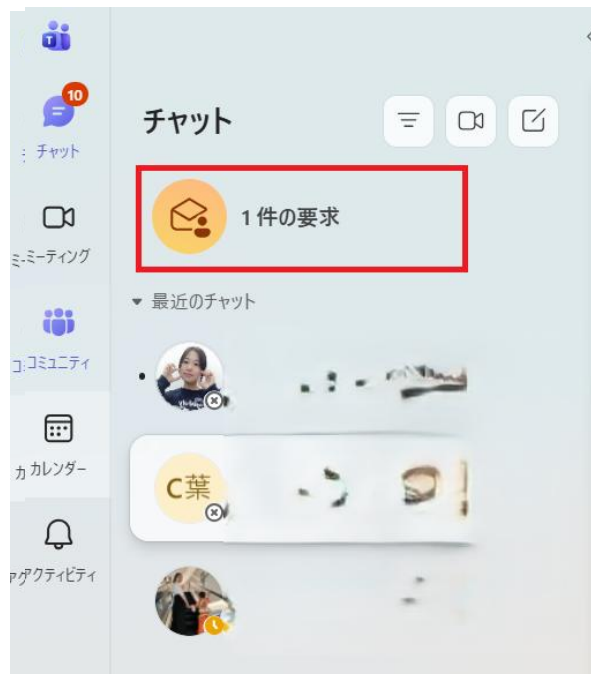 10
チャット
チャット
1 件の要求
ミーティング
最近のチャット
コミュニティ
カレンダー
C葉
アクティビティ